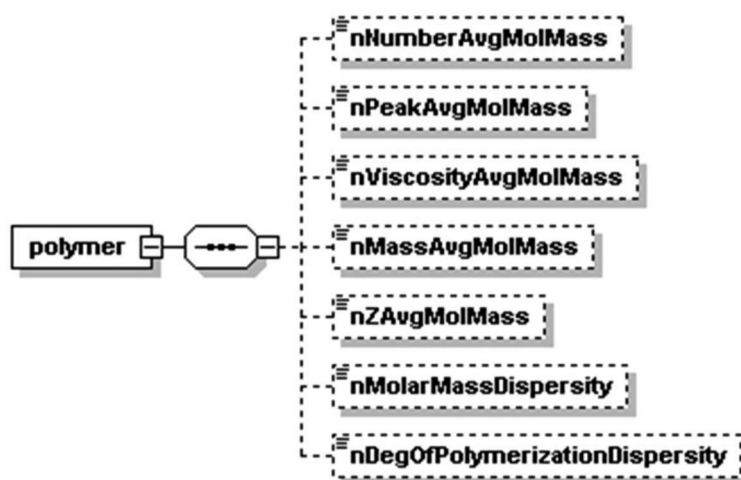 nNumberAvgMolMass
nPeakAvgMolMass
nViscosityAvgMolMass
polymer
nMassAvgMolMass
nZAvgMolMass
nMolarMassDispersity
nDegOfPolymerizationDispersity